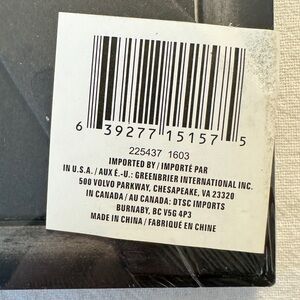 6 39277 15157 5
225437 1603
IMPORTED BY / IMPORTÉ PAR
IN U.S.A. / AUX É.-U.: GREENBRIER INTERNATIONAL INC.
500 VOLVO PARKWAY, CHESAPEAKE, VA 23320
IN CANADA / AU CANADA: DTSC IMPORTS
BURNABY, BC V5G 4P3
MADE IN CHINA / FABRIQUÉ EN CHINE